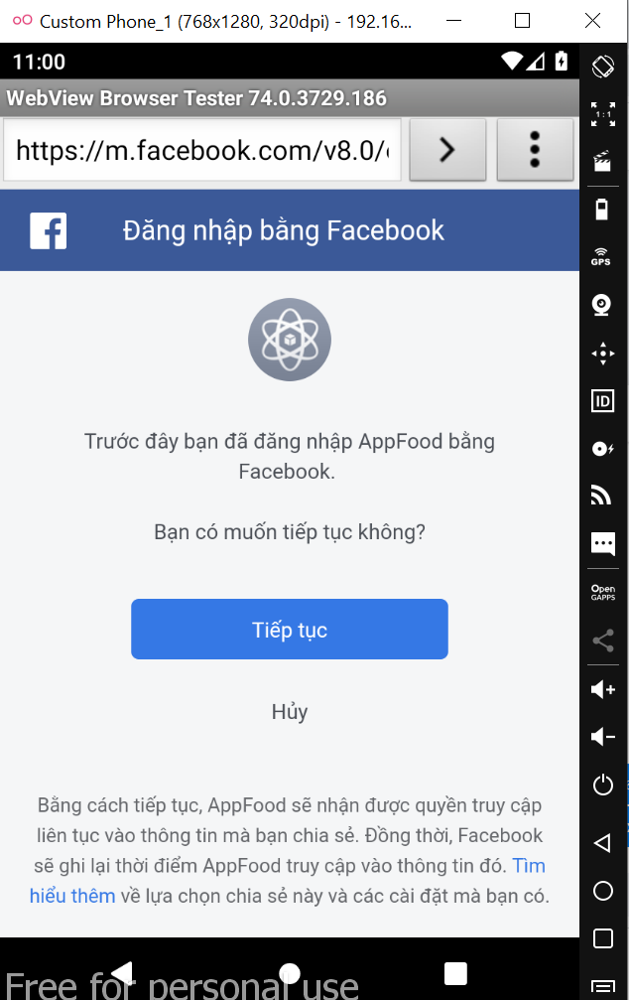 Custom Phone_1 (768x1280, 320dpi) - 192.16...
11:00
WebView Browser Tester 74.0.3729.186
https://m.facebook.com/v8.0/
Đăng nhập bằng Facebook
Trước đây bạn đã đăng nhập AppFood bằng
Facebook.
Bạn có muốn tiếp tục không?
Tiếp tục
Hủy
Bằng cách tiếp tục, AppFood sẽ nhận được quyền truy cập
liên tục vào thông tin mà bạn chia sẻ. Đồng thời, Facebook
sẽ ghi lại thời điểm AppFood truy cập vào thông tin đó. Tìm
hiểu thêm về lựa chọn chia sẻ này và các cài đặt mà bạn có.
Free for personal use
1:1
GPS
ID
Open
GAPPS